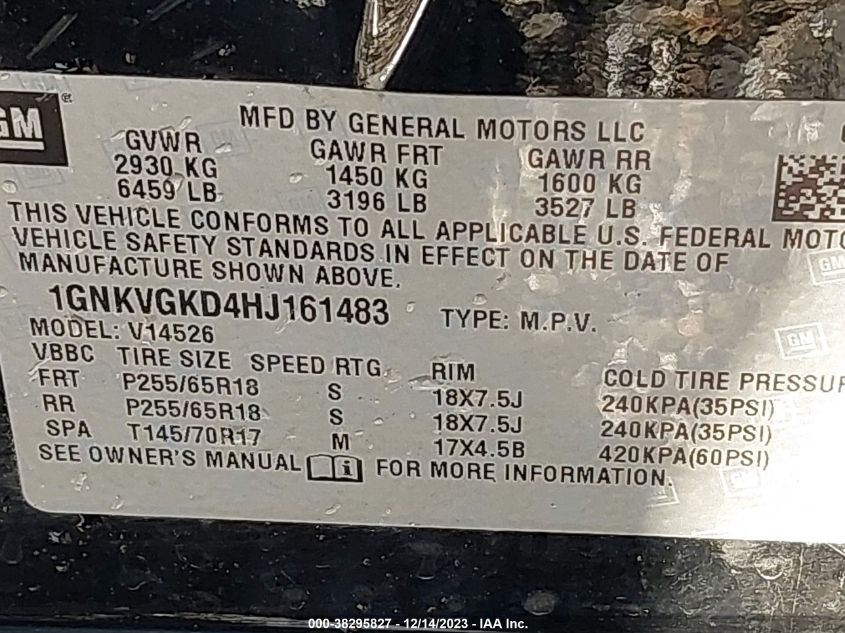 GM ®
MFD BY GENERAL MOTORS LLC
GVWR GAWR FRT GAWR RR
2930 KG 1450 KG 1600 KG
6459 LB 3196 LB 3527 LB
THIS VEHICLE CONFORMS TO ALL APPLICABLE U.S. FEDERAL MOTO
VEHICLE SAFETY STANDARDS IN EFFECT ON THE DATE OF
MANUFACTURE SHOWN ABOVE.
1GNKVGKD4HJ161483 TYPE: M.P.V.
MODEL: V14526
VBBC TIRE SIZE SPEED RTG RIM COLD TIRE PRESSUR
FRT P255/65R18 S 18X7.5J 240KPA(35PSI)
RR P255/65R18 S 18X7.5J 240KPA(35PSI)
SPA T145/70R17 M 17X4.5B 420KPA(60PSI)
SEE OWNER'S MANUAL i FOR MORE INFORMATION.
000-38295827 - 12/14/2023 - IAA Inc.